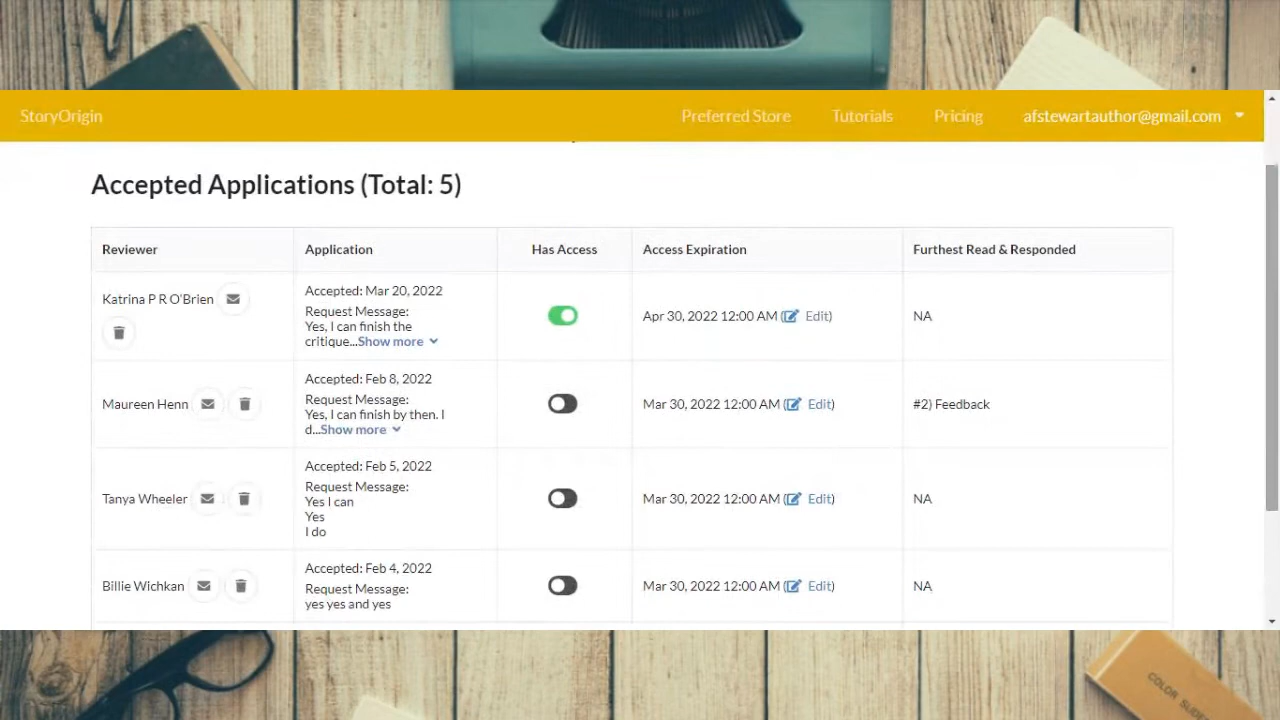 StoryOrigin Preferred Store Tutorials Pricing afstewartauthor@gmail.com
Accepted Applications (Total: 5)
Reviewer Application Has Access Access Expiration Furthest Read & Responded
Katrina P R O'Brien
Accepted: Mar 20, 2022
Request Message:
Yes, I can finish the
critique...Show more
Apr 30, 2022 12:00 AM ( Edit)
NA
Maureen Henn
Accepted: Feb 8, 2022
Request Message:
Yes, I can finish by then. I
d...Show more
Mar 30, 2022 12:00 AM ( Edit)
#2) Feedback
Tanya Wheeler
Accepted: Feb 5, 2022
Request Message:
Yes I can
Yes
I do
Mar 30, 2022 12:00 AM ( Edit)
NA
Billie Wichkan
Accepted: Feb 4, 2022
Request Message:
yes yes and yes
Mar 30, 2022 12:00 AM ( Edit)
NA